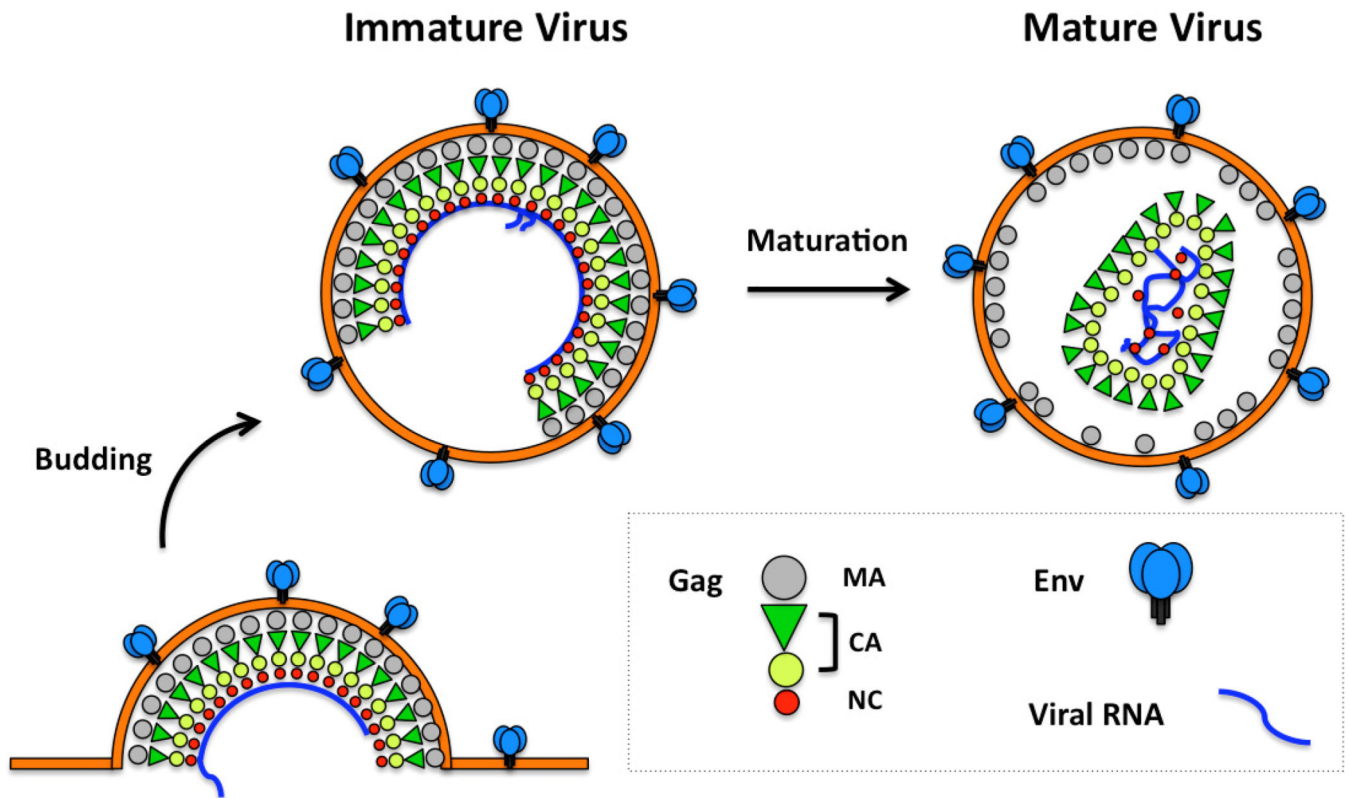 Immature Virus
Mature Virus
Maturation
Budding
Gag
MA
CA
NC
Env
Viral RNA